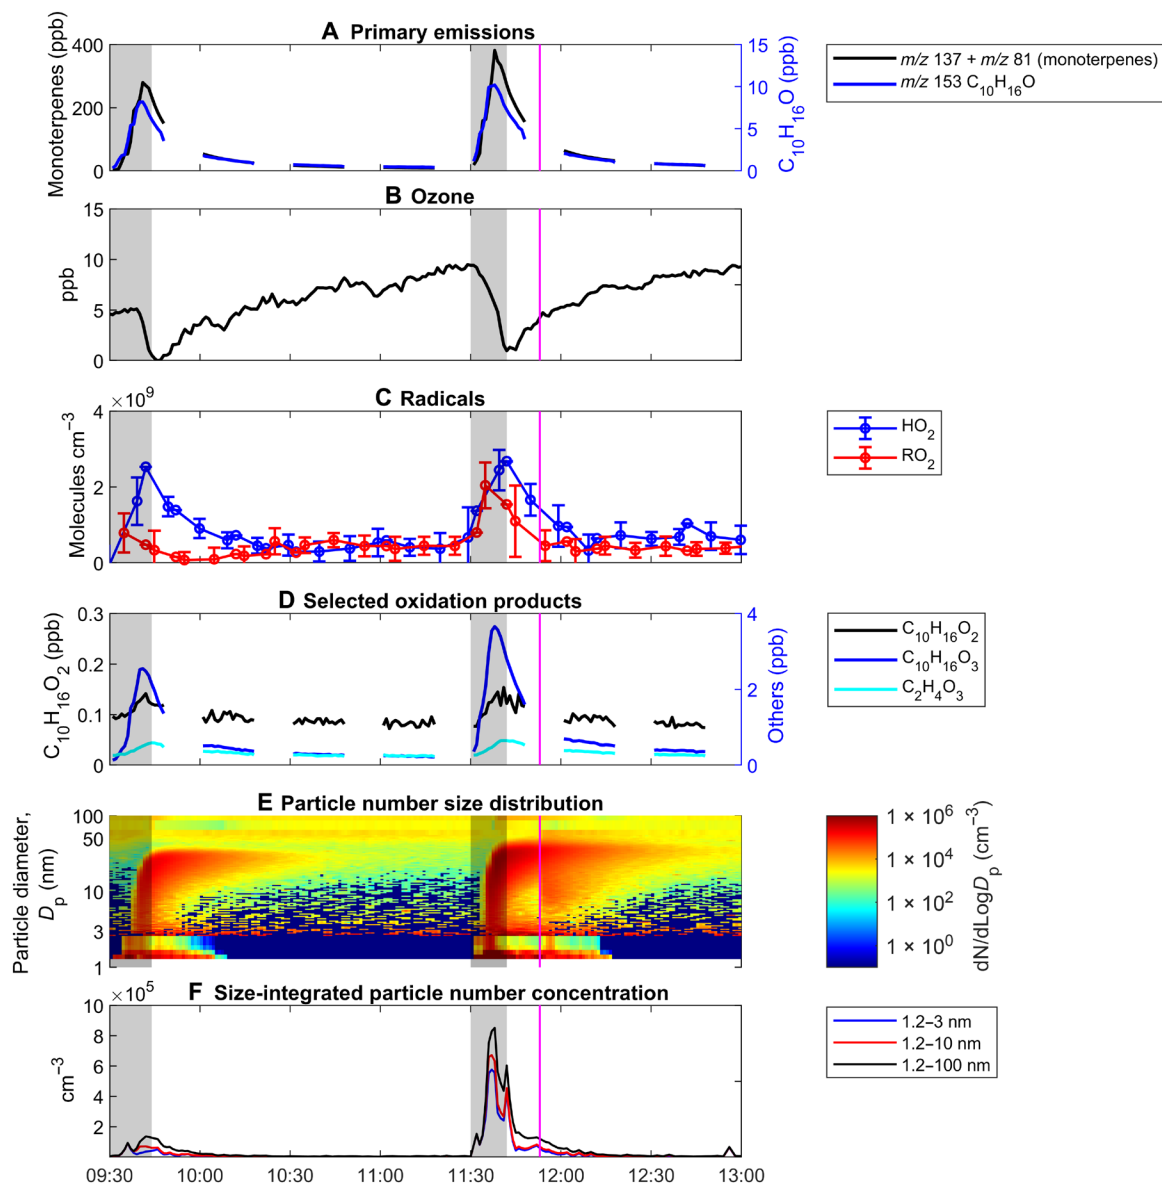 A Primary emissions
Monoterpenes (ppb)
400
200
0
15
10
5
0
C10H16O (ppb)
m/z 137 + m/z 81 (monoterpenes)
m/z 153 C10H16O
B Ozone
ppb
15
10
5
0
C Radicals
×10^9
Molecules cm−3
4
2
0
HO2
RO2
D Selected oxidation products
C10H16O2 (ppb)
0.3
0.2
0.1
0
4
2
0
Others (ppb)
C10H16O2
C10H16O3
C2H4O3
E Particle number size distribution
Particle diameter,
Dp (nm)
100
50
10
3
1
1 × 10^6
1 × 10^4
1 × 10^2
1 × 10^0
dN/dLogDp (cm−3)
F Size-integrated particle number concentration
×10^5
cm−3
10
8
6
4
2
1.2–3 nm
1.2–10 nm
1.2–100 nm
09:30 10:00 10:30 11:00 11:30 12:00 12:30 13:00